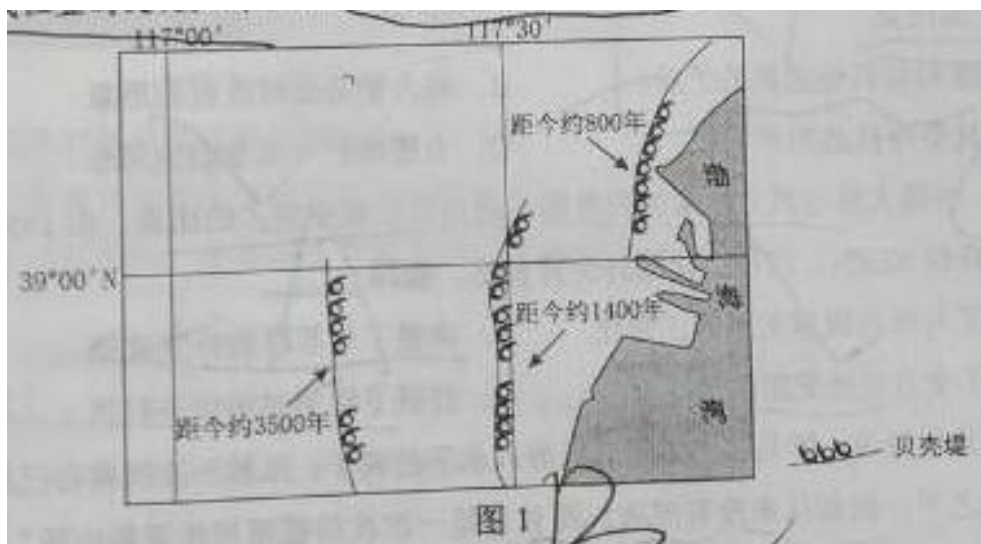 117°00′
117°30′
距今约800年
渤
39°00′N
海
距今约1400年
距今约3500年
湾
贝壳堤
图1